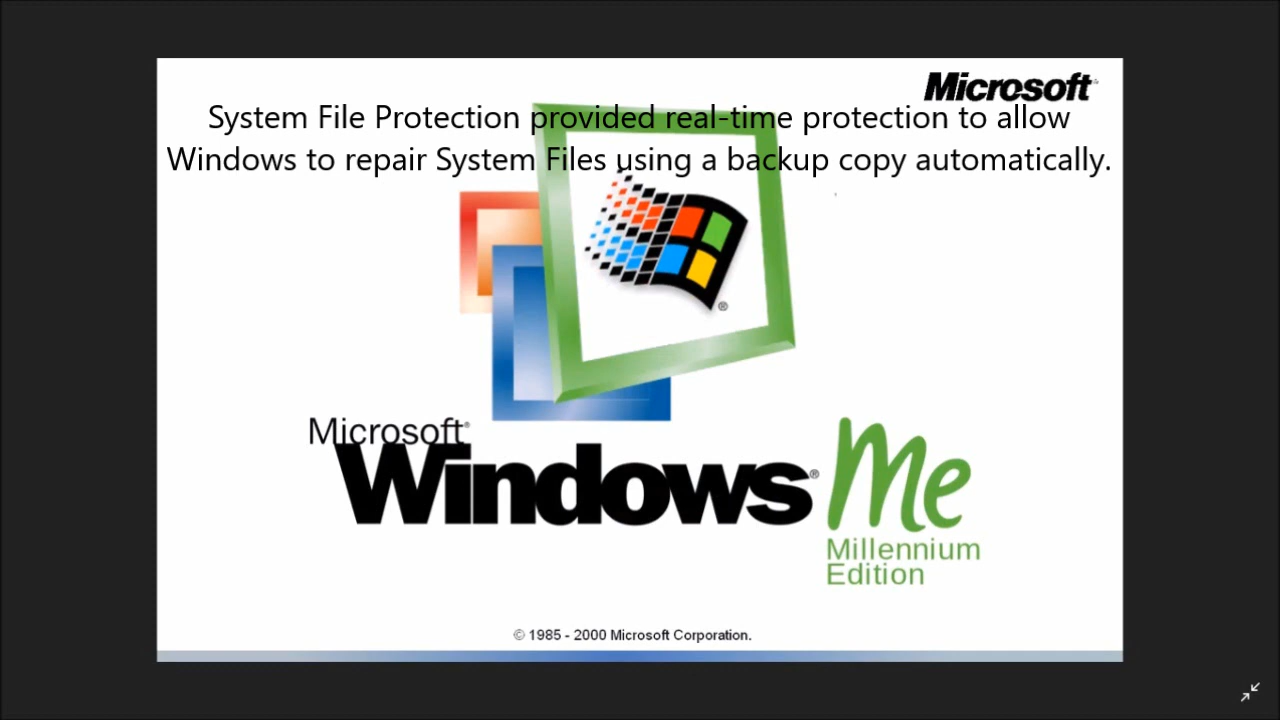 Microsoft
System File Protection provided real-time protection to allow
Windows to repair System Files using a backup copy automatically.
®
Microsoft®
Windows® Me
Millennium
Edition
© 1985 - 2000 Microsoft Corporation.